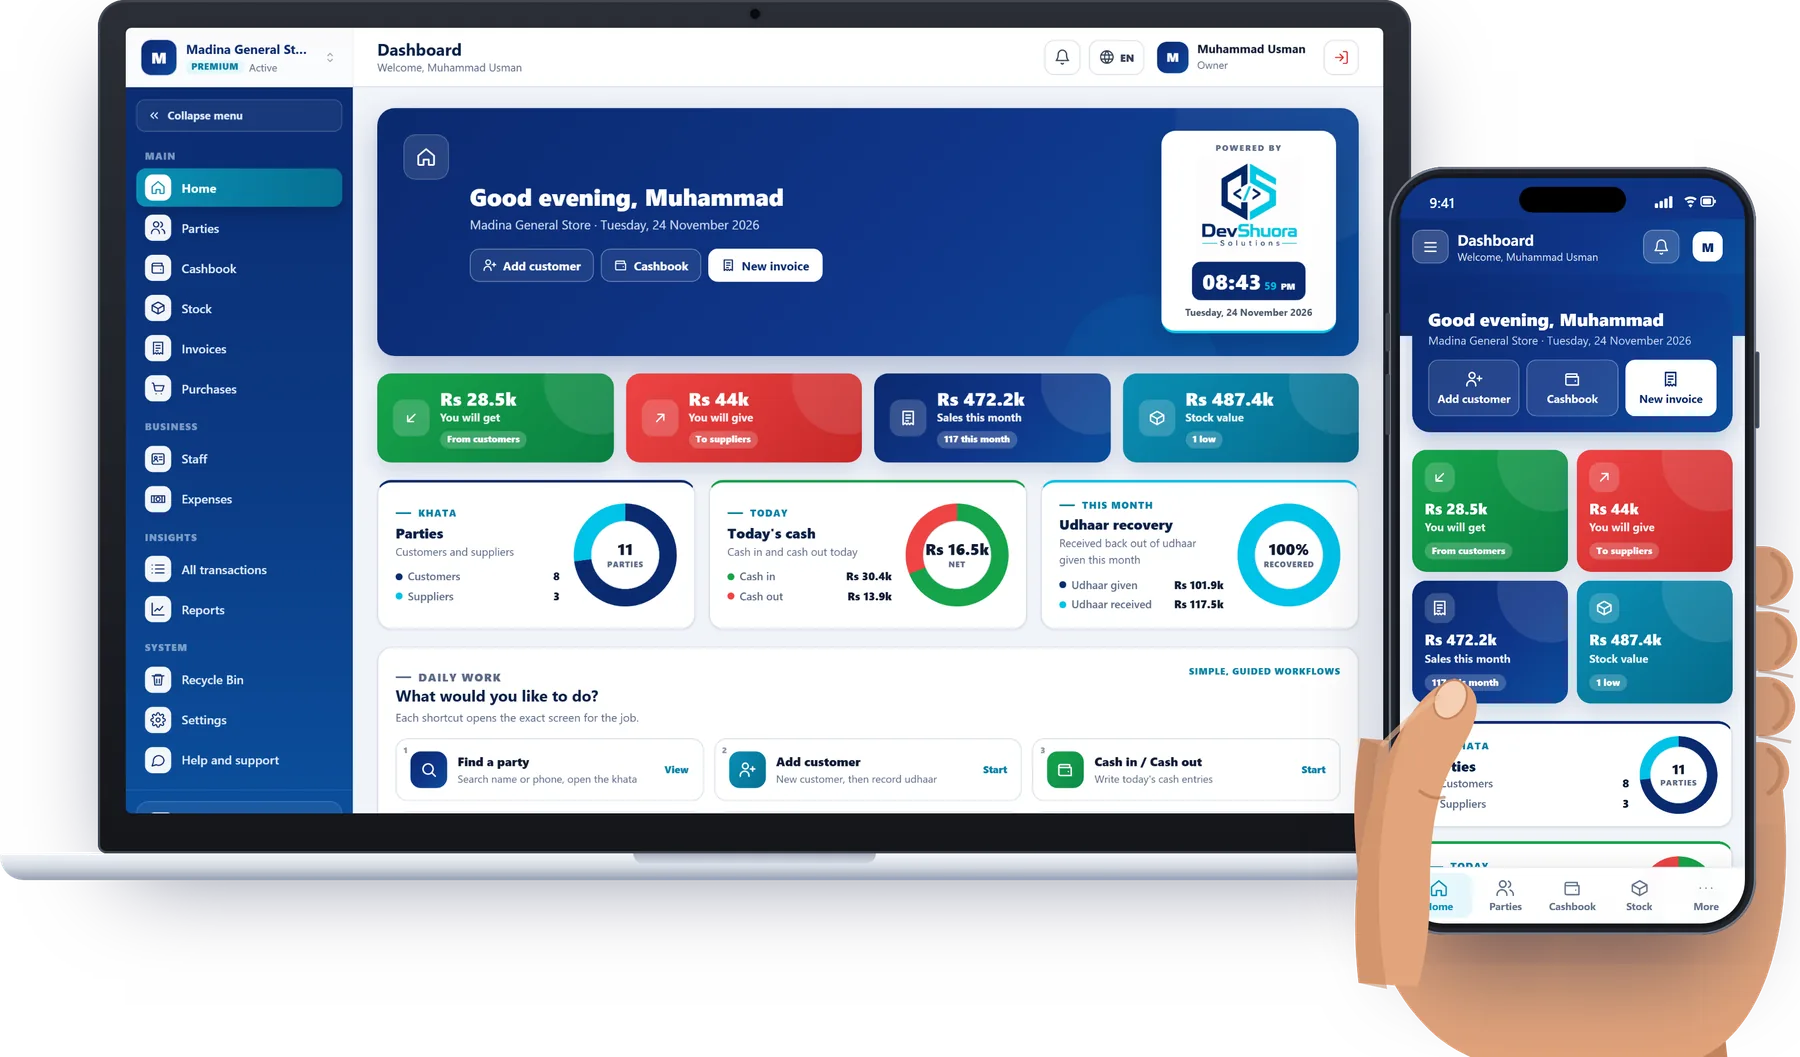 M
Madina General St...
PREMIUM Active
Dashboard
Welcome, Muhammad Usman
EN
M
Muhammad Usman
Owner
Collapse menu
MAIN
Home
Parties
Cashbook
Stock
Invoices
Purchases
BUSINESS
Staff
Expenses
INSIGHTS
All transactions
Reports
SYSTEM
Recycle Bin
Settings
Help and support
Good evening, Muhammad
Madina General Store · Tuesday, 24 November 2026
Add customer
Cashbook
New invoice
POWERED BY
DevShuora
Solutions
08:43 59 PM
Tuesday, 24 November 2026
Rs 28.5k
You will get
From customers
Rs 44k
You will give
To suppliers
Rs 472.2k
Sales this month
117 this month
Rs 487.4k
Stock value
1 low
KHATA
Parties
Customers and suppliers
Customers 8
Suppliers 3
11
PARTIES
TODAY
Today's cash
Cash in and cash out today
Cash in Rs 30.4k
Cash out Rs 13.9k
Rs 16.5k
NET
THIS MONTH
Udhaar recovery
Received back out of udhaar
given this month
Udhaar given Rs 101.9k
Udhaar received Rs 117.5k
100%
RECOVERED
DAILY WORK
What would you like to do?
Each shortcut opens the exact screen for the job.
SIMPLE, GUIDED WORKFLOWS
1
Find a party
Search name or phone, open the khata
View
2
Add customer
New customer, then record udhaar
Start
3
Cash in / Cash out
Write today's cash entries
Start
9:41
Dashboard
Welcome, Muhammad Usman
M
Good evening, Muhammad
Madina General Store · Tuesday, 24 November 2026
Add customer
Cashbook
New invoice
Rs 28.5k
You will get
From customers
Rs 44k
You will give
To suppliers
Rs 472.2k
Sales this month
month
Rs 487.4k
Stock value
1 low
8
Suppliers 3
11
PARTIES
TODAY
Parties
Cashbook
Stock
More